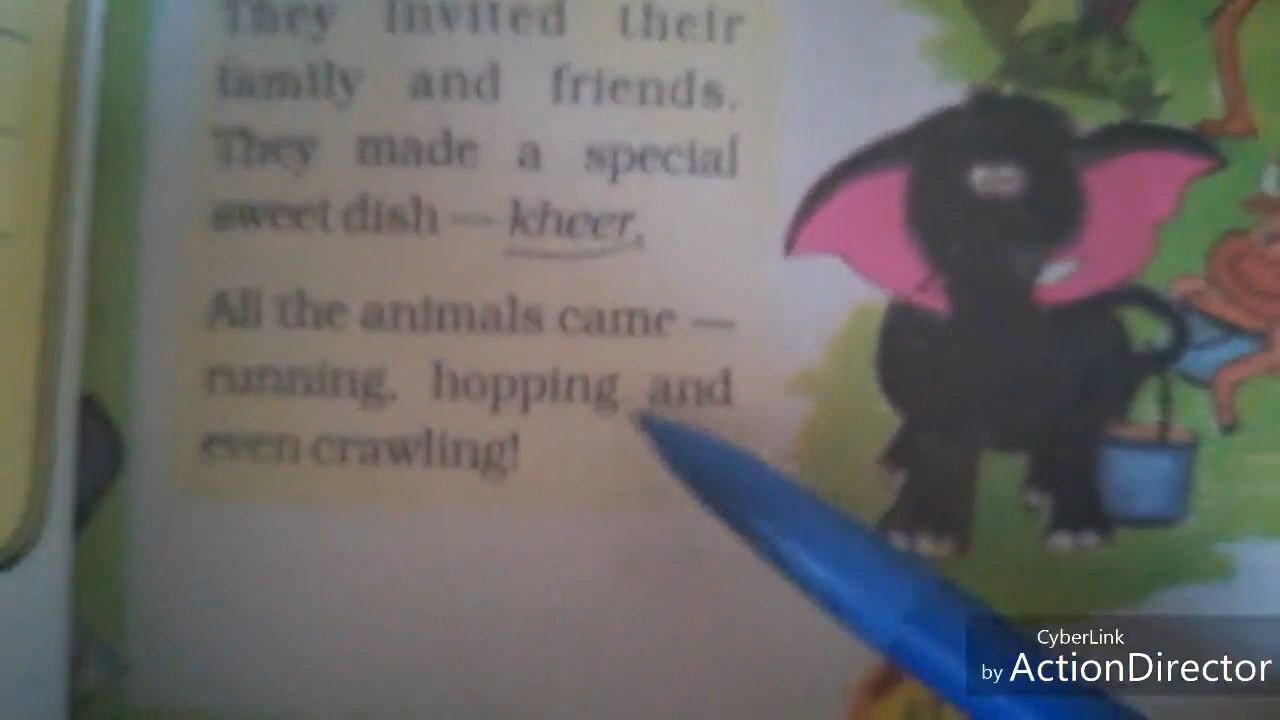 They invited their
family and friends.
They made a special
sweet dish — kheer.
All the animals came —
running, hopping and
even crawling!
CyberLink
by ActionDirector